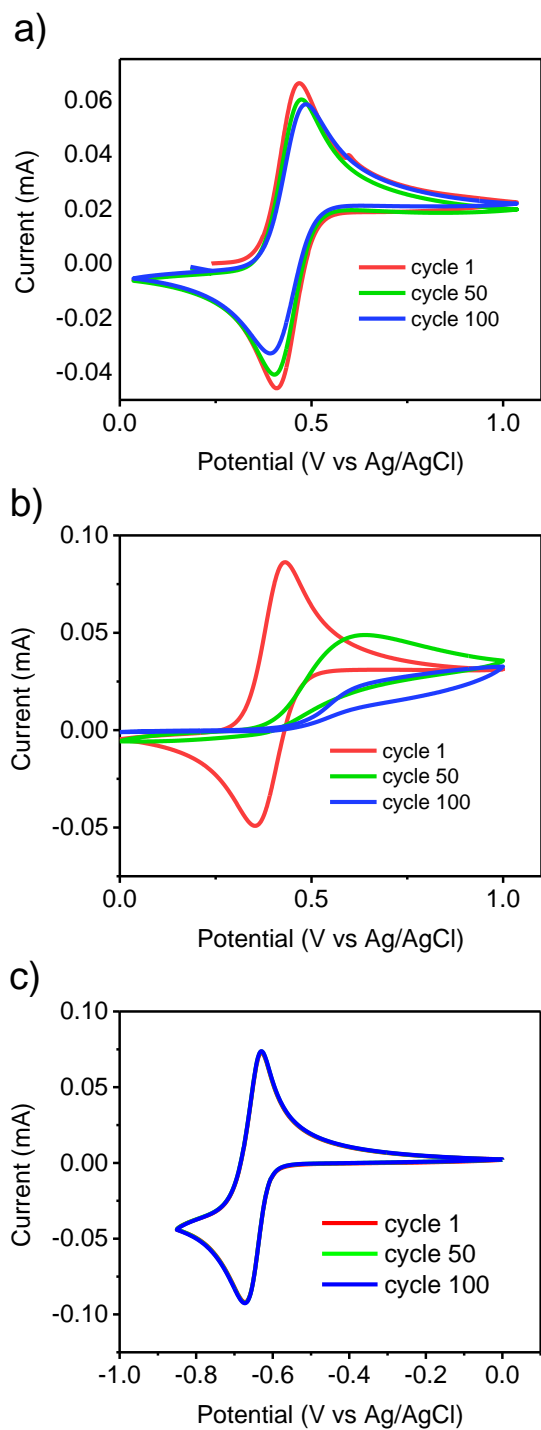 a)
0.06
0.04
0.02
0.00
-0.02
-0.04
Current (mA)
cycle 1
cycle 50
cycle 100
0.0 0.5 1.0
Potential (V vs Ag/AgCl)
b)
0.10
0.05
0.00
-0.05
Current (mA)
cycle 1
cycle 50
cycle 100
0.0 0.5 1.0
Potential (V vs Ag/AgCl)
c)
0.10
0.05
0.00
-0.05
-0.10
Current (mA)
cycle 1
cycle 50
cycle 100
-1.0 -0.8 -0.6 -0.4 -0.2 0.0
Potential (V vs Ag/AgCl)